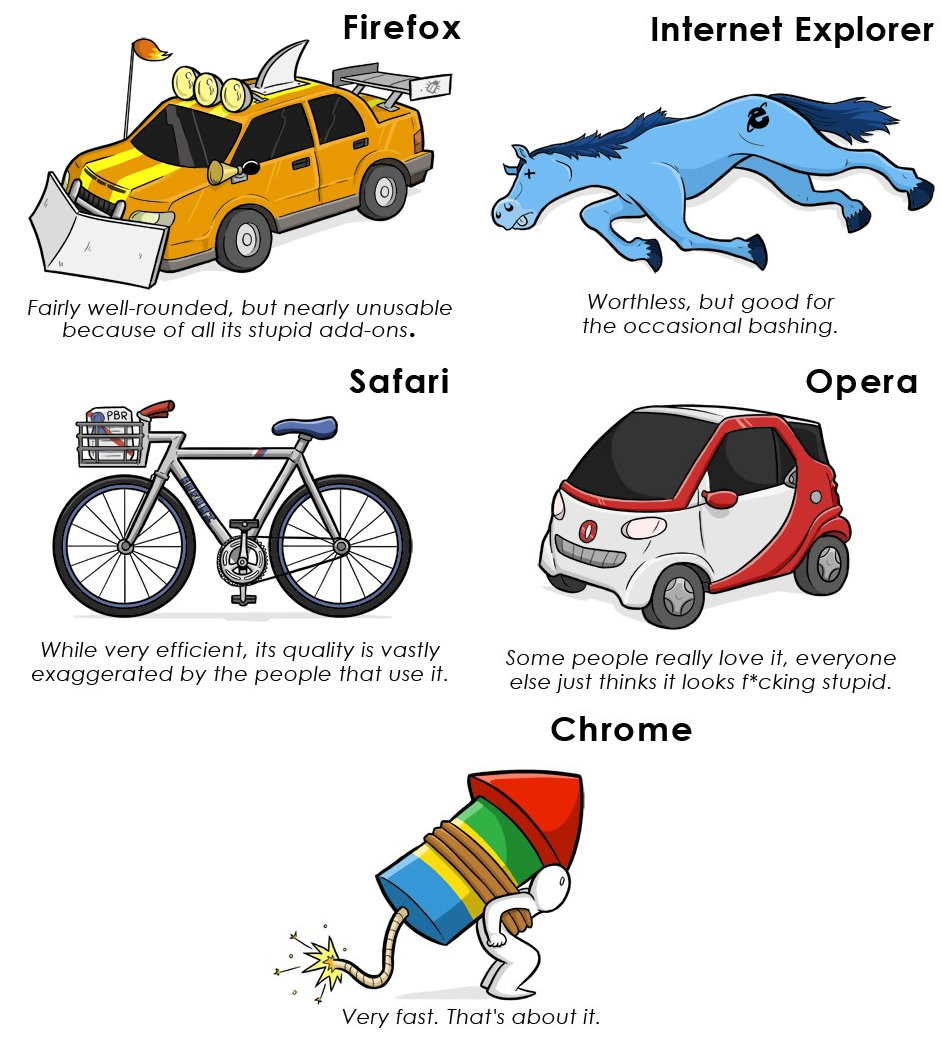 Firefox
Internet Explorer
Fairly well-rounded, but nearly unusable
because of all its stupid add-ons.
Worthless, but good for
the occasional bashing.
Safari
Opera
PBR
While very efficient, its quality is vastly
exaggerated by the people that use it.
Some people really love it, everyone
else just thinks it looks f*cking stupid.
Chrome
Very fast. That's about it.